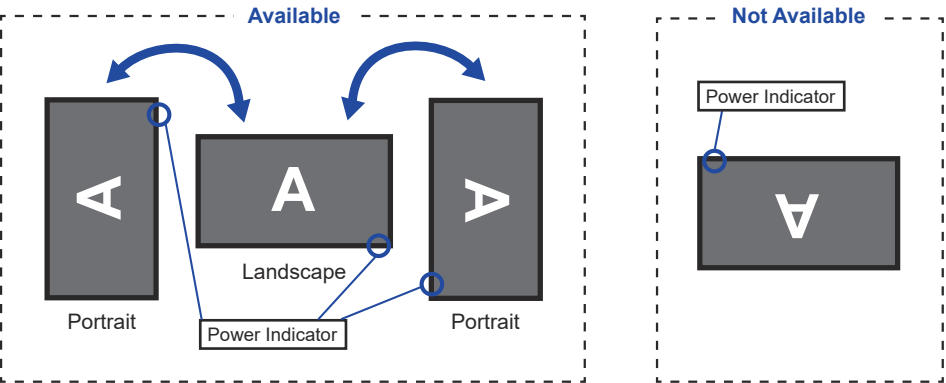 Available
Not Available
Power Indicator
A
A
A
A
Landscape
Portrait
Power Indicator
Portrait